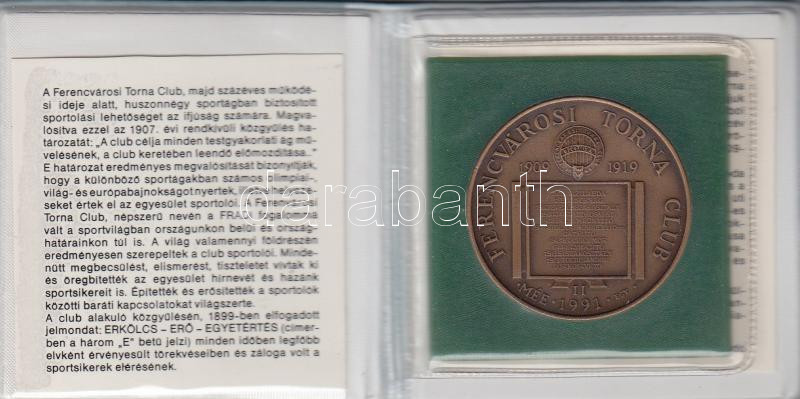 A Ferencvárosi Torna Club, majd százéves működé-
si ideje alatt, huszonnégy sportágban biztosított
sportolási lehetőséget az ifjúság számára. Megva-
lósítva ezzel az 1907. évi rendkívüli közgyűlés ha-
tározatát: „A club célja minden testgyakorlati ág mű-
velésének, a club keretében leendő előmozdítása."
E határozat eredményes megvalósítását bizonyítják,
hogy a különböző sportágakban számos olimpiai-,
világ- és európabajnokságot nyertek,
seket értek el az egyesület sportolói. A Ferencvárosi
Torna Club, népszerű nevén a FRADI fogalommá
vált a sportvilágban országunkon belül és ország-
határainkon túl is. A világ valamennyi földrészén
eredményesen szerepeltek a club sportolói. Minde-
nütt megbecsülést, elismerést, tiszteletet vívtak ki
és öregbítették az egyesület hírnevét és hazánk
sportsikereit is. Építették és erősítették a sportolók
közötti baráti kapcsolatokat világszerte.
A club alakuló közgyűlésén, 1899-ben elfogadott
jelmondat: ERKÖLCS – ERŐ – EGYETÉRTÉS (címer-
ben a három „E" betű jelzi) minden időben legfőbb
elvként érvényesült törekvéseiben és záloga volt a
sportsikerek elérésének.
FERENCVÁROSI TORNA CLUB
1909 1919
II
MÉE 1991
darabanth